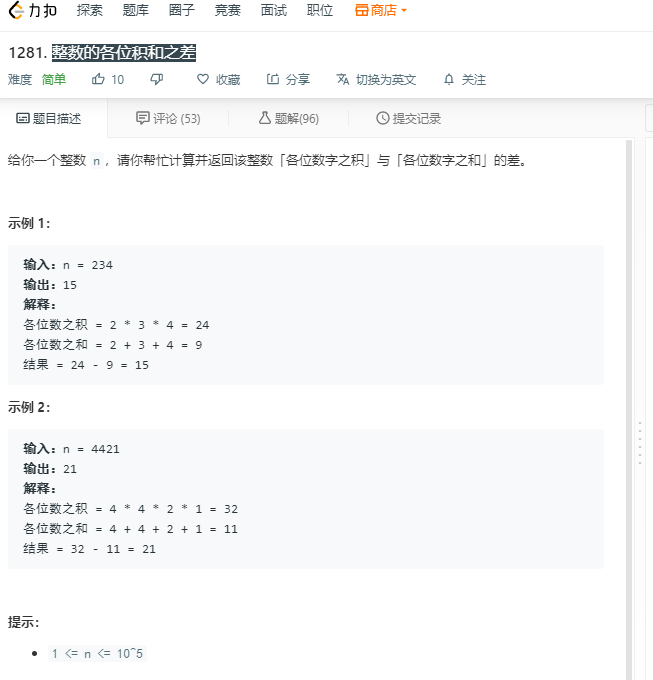 力扣 探索 题库 圈子 竞赛 面试 职位 商店
1281. 整数的各位积和之差
难度 简单 10 收藏 分享 切换为英文 关注
题目描述 评论 (53) 题解(96) 提交记录
给你一个整数 n，请你帮忙计算并返回该整数「各位数字之积」与「各位数字之和」的差。
示例 1：
输入：n = 234
输出：15
解释：
各位数之积 = 2 * 3 * 4 = 24
各位数之和 = 2 + 3 + 4 = 9
结果 = 24 - 9 = 15
示例 2：
输入：n = 4421
输出：21
解释：
各位数之积 = 4 * 4 * 2 * 1 = 32
各位数之和 = 4 + 4 + 2 + 1 = 11
结果 = 32 - 11 = 21
提示：
1 <= n <= 10^5